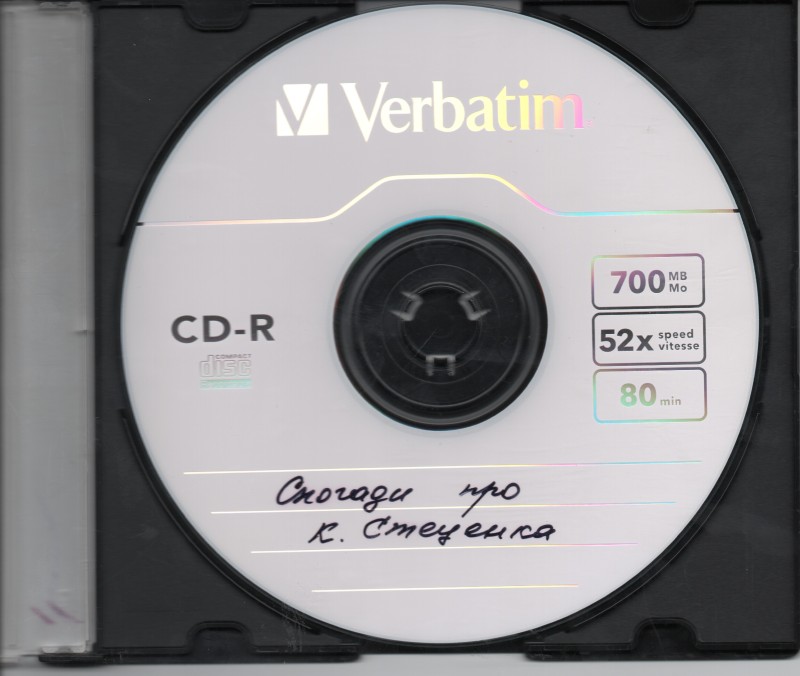 Verbatim
700 MB
Mo
52x speed
vitesse
80 min
CD-R
COMPACT
disc
Спогади про
К. Стеценка